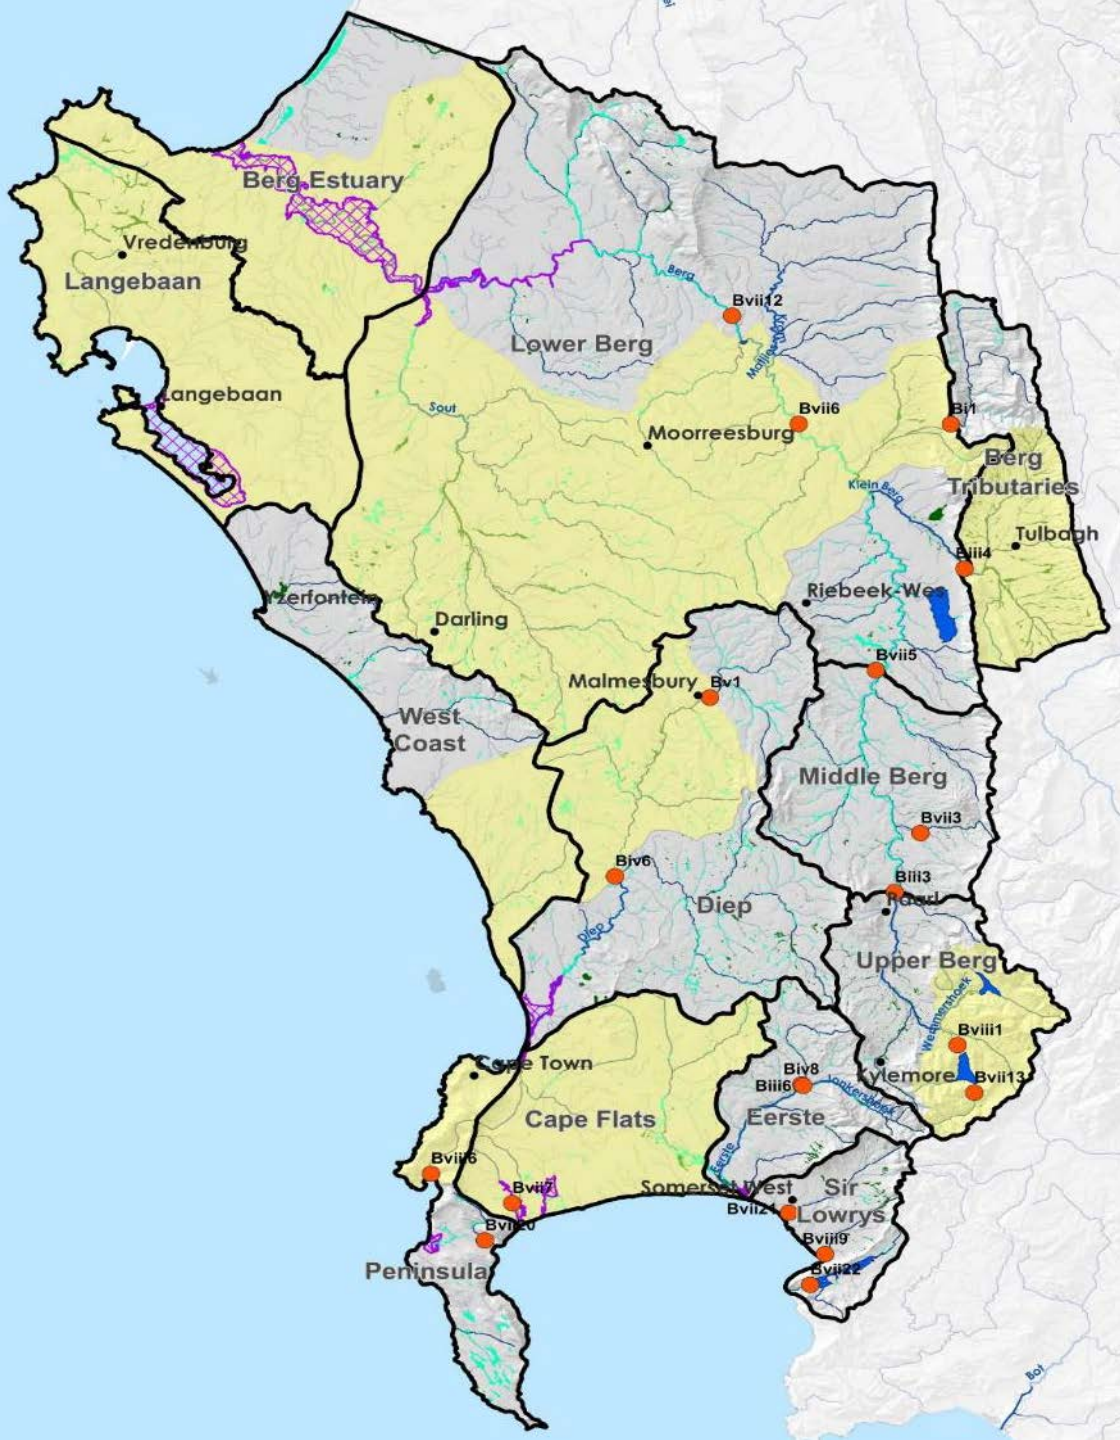 Berg Estuary
Vredenburg
Langebaan
Berg
Bvii12
Lower Berg
Langebaan
Sout
Bvii6
Bi1
Moorreesburg
Berg
Tributaries
Klein Berg
Tulbagh
Biii4
Yzerfontein
Riebeek-Wes
Darling
Bvii5
Malmesbury
Bv1
West
Coast
Middle Berg
Bvii3
Biv6
Biii3
Paarl
Diep
Diep
Upper Berg
Wemmershoek
Bviii1
Cape Town
Kylemore
Bvii13
Biv8
Biii6
Jonkershoek
Cape Flats
Eerste
Eerste
Bvii7
Somerset West
Sir
Lowrys
Bvii21
Bvii20
Bviii9
Bvii22
Peninsula
Bot